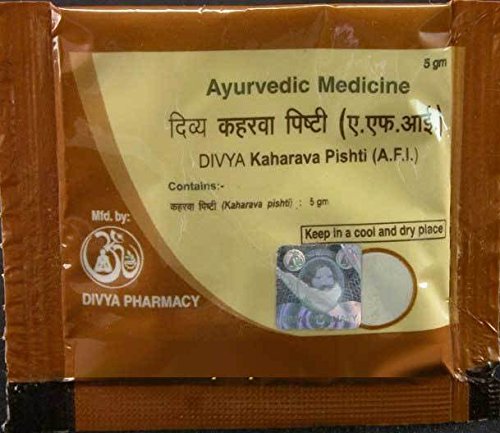 5 gm
Ayurvedic Medicine
दिव्य कहरवा पिष्टी (ए.एफ.आई)
DIVYA Kaharava Pishti (A.F.I.)
Contains:-
कहरवा पिष्टी (Kaharava pishti) : 5 gm
Mfd. by:
Keep in a cool and dry place
DIVYA PHARMACY